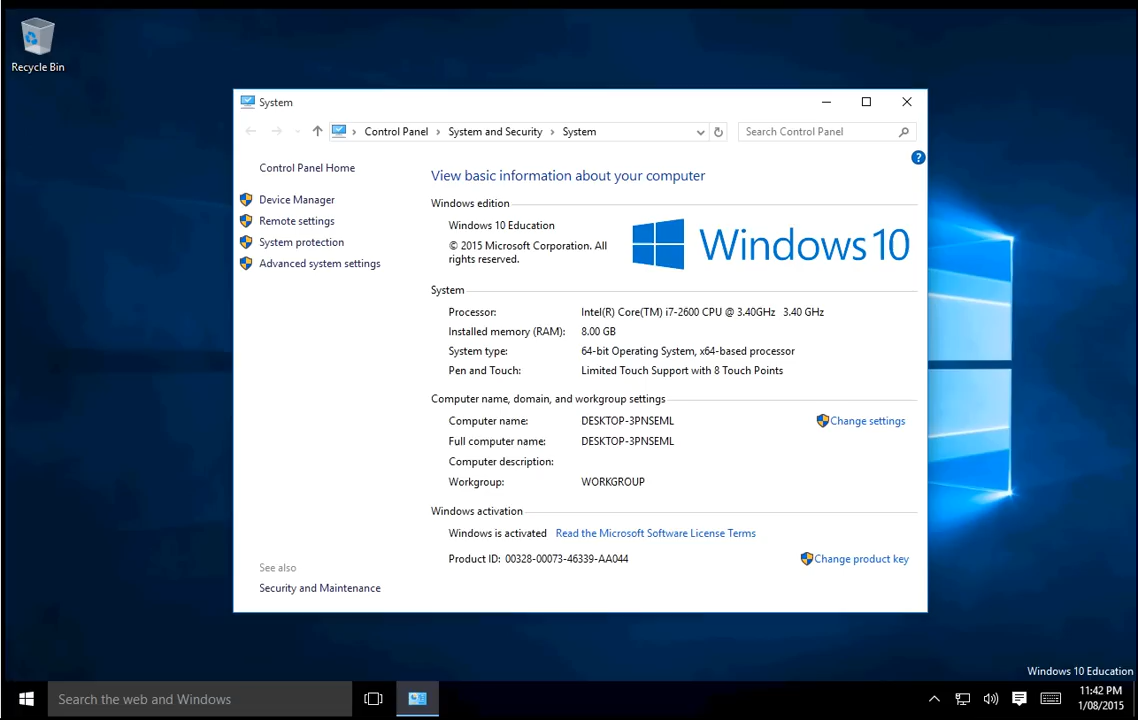 Recycle Bin
System
Control Panel > System and Security > System
Search Control Panel
?
Control Panel Home
Device Manager
Remote settings
System protection
Advanced system settings
See also
Security and Maintenance
View basic information about your computer
Windows edition
Windows 10 Education
© 2015 Microsoft Corporation. All
rights reserved.
Windows 10
System
Processor: Intel(R) Core(TM) i7-2600 CPU @ 3.40GHz 3.40 GHz
Installed memory (RAM): 8.00 GB
System type: 64-bit Operating System, x64-based processor
Pen and Touch: Limited Touch Support with 8 Touch Points
Computer name, domain, and workgroup settings
Computer name: DESKTOP-3PNSEML
Change settings
Full computer name: DESKTOP-3PNSEML
Computer description:
Workgroup: WORKGROUP
Windows activation
Windows is activated Read the Microsoft Software License Terms
Product ID: 00328-00073-46339-AA044
Change product key
Windows 10 Education
Search the web and Windows
11:42 PM
1/08/2015